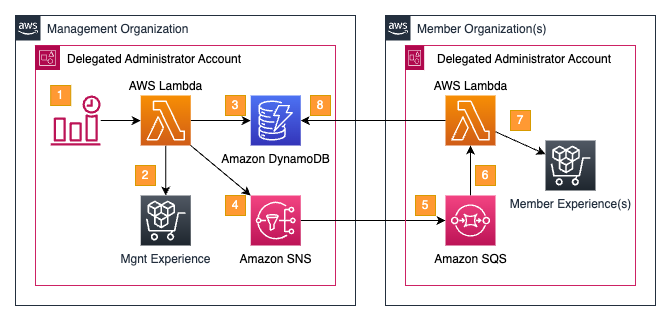 aws
Management Organization
Delegated Administrator Account
1
AWS Lambda
3
8
Amazon DynamoDB
2
4
Mgnt Experience
Amazon SNS
aws
Member Organization(s)
Delegated Administrator Account
AWS Lambda
7
6
5
Member Experience(s)
Amazon SQS